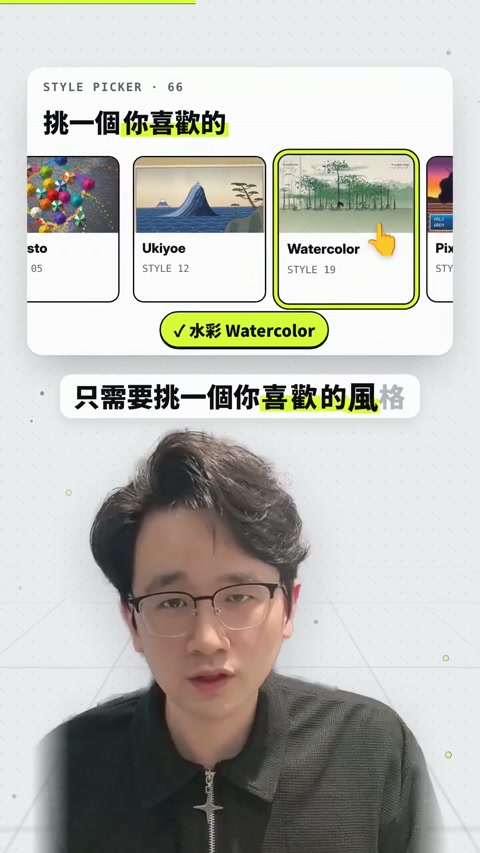 STYLE PICKER · 66
挑一個你喜歡的
sto
05
Ukiyoe
STYLE 12
Watercolor
STYLE 19
Pix
STY
✓ 水彩 Watercolor
只需要挑一個你喜歡的風格